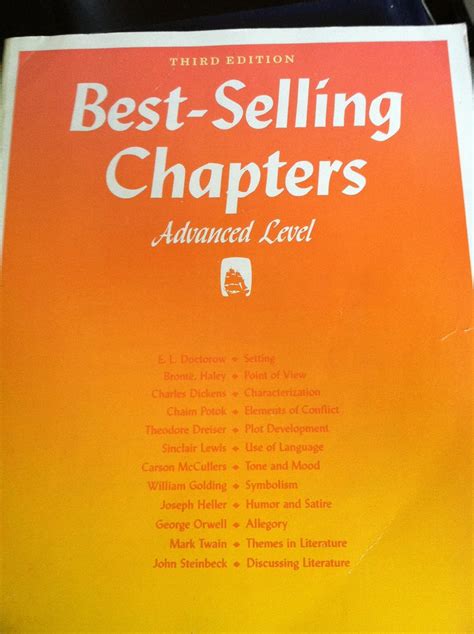 THIRD EDITION
Best-Selling
Chapters
Advanced Level
E. L. Doctorow ◆ Setting
Brontë, Haley ◆ Point of View
Charles Dickens ◆ Characterization
Chaim Potok ◆ Elements of Conflict
Theodore Dreiser ◆ Plot Development
Sinclair Lewis ◆ Use of Language
Carson McCullers ◆ Tone and Mood
William Golding ◆ Symbolism
Joseph Heller ◆ Humor and Satire
George Orwell ◆ Allegory
Mark Twain ◆ Themes in Literature
John Steinbeck ◆ Discussing Literature